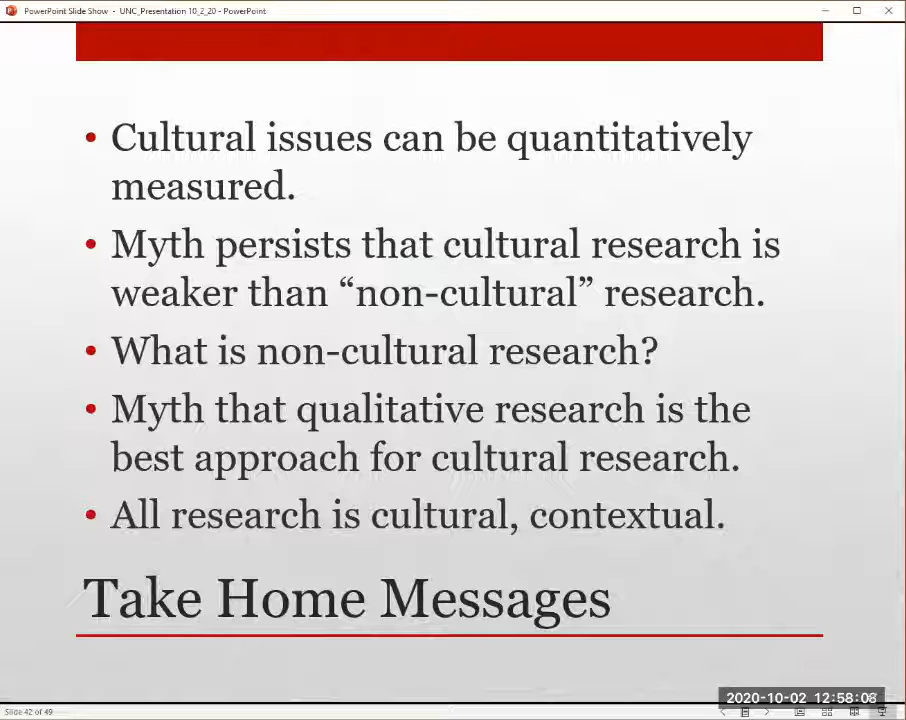 PowerPoint Slide Show - UNC_Presentation 10_2_20 - PowerPoint
• Cultural issues can be quantitatively
measured.
• Myth persists that cultural research is
weaker than “non-cultural” research.
• What is non-cultural research?
• Myth that qualitative research is the
best approach for cultural research.
• All research is cultural, contextual.
Take Home Messages
2020-10-02 12:58:08
Slide 42 of 49